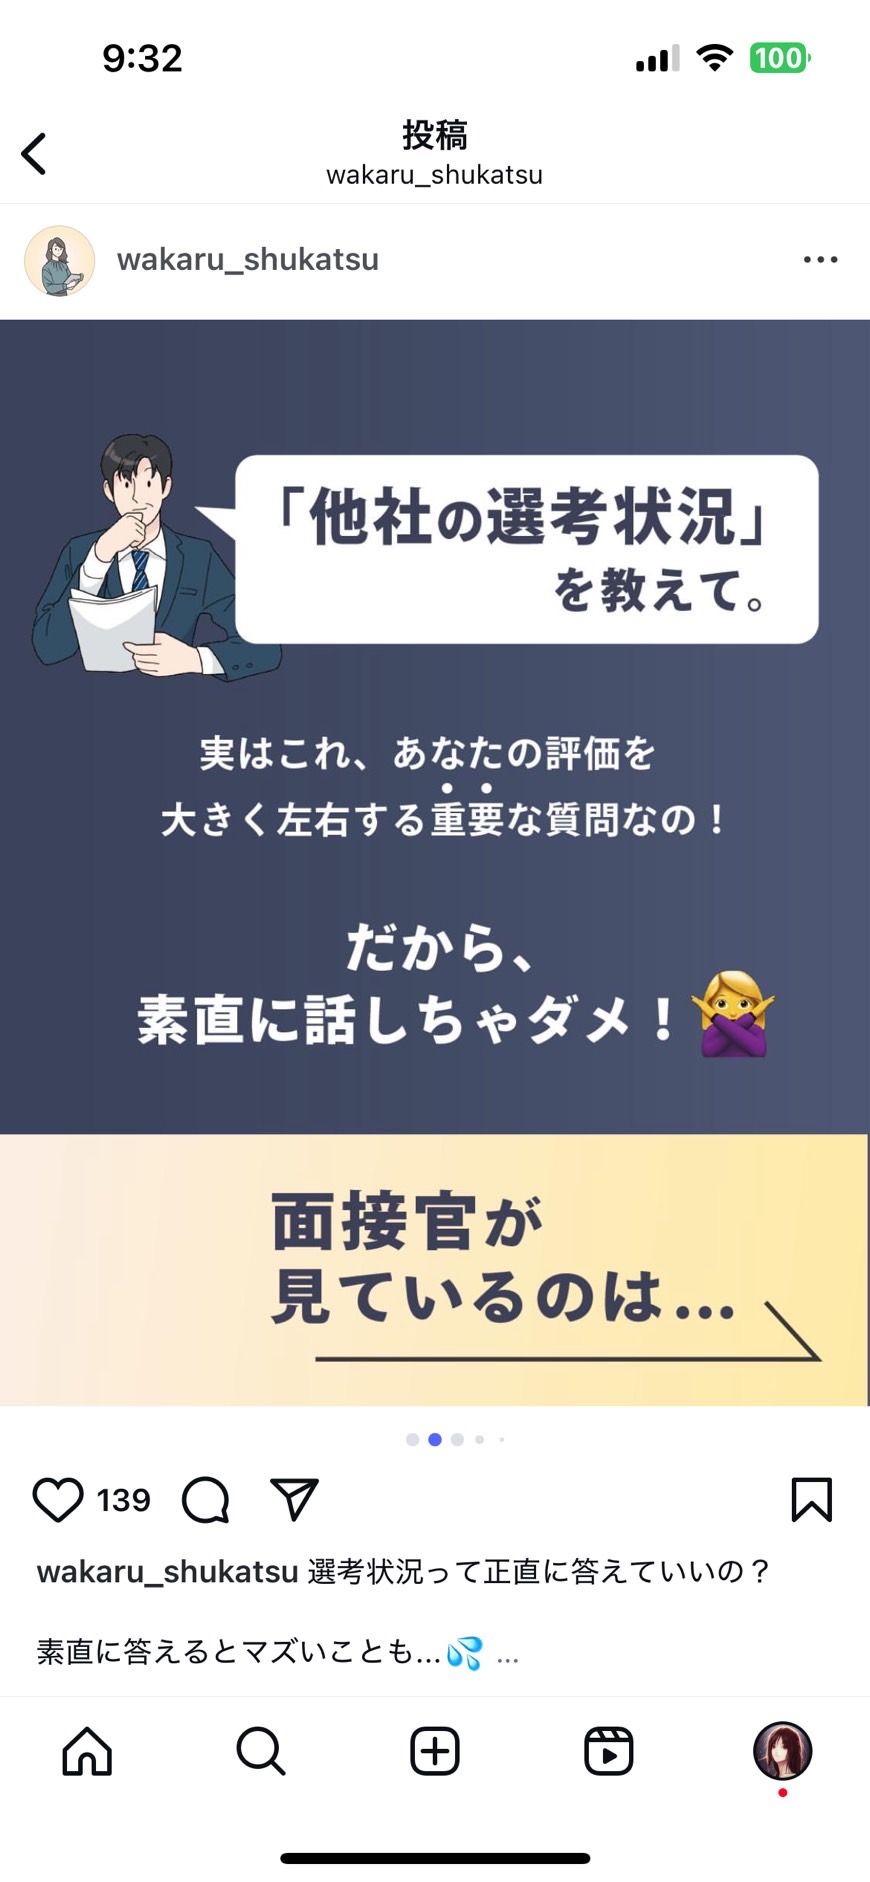 9:32
100
投稿
wakaru_shukatsu
wakaru_shukatsu
「他社の選考状況」
を教えて。
実はこれ、あなたの評価を
大きく左右する重要な質問なの！
だから、
素直に話しちゃダメ！🙅‍♀️
面接官が
見ているのは...
139
wakaru_shukatsu 選考状況って正直に答えていいの？
素直に答えるとマズいことも...💦 ...